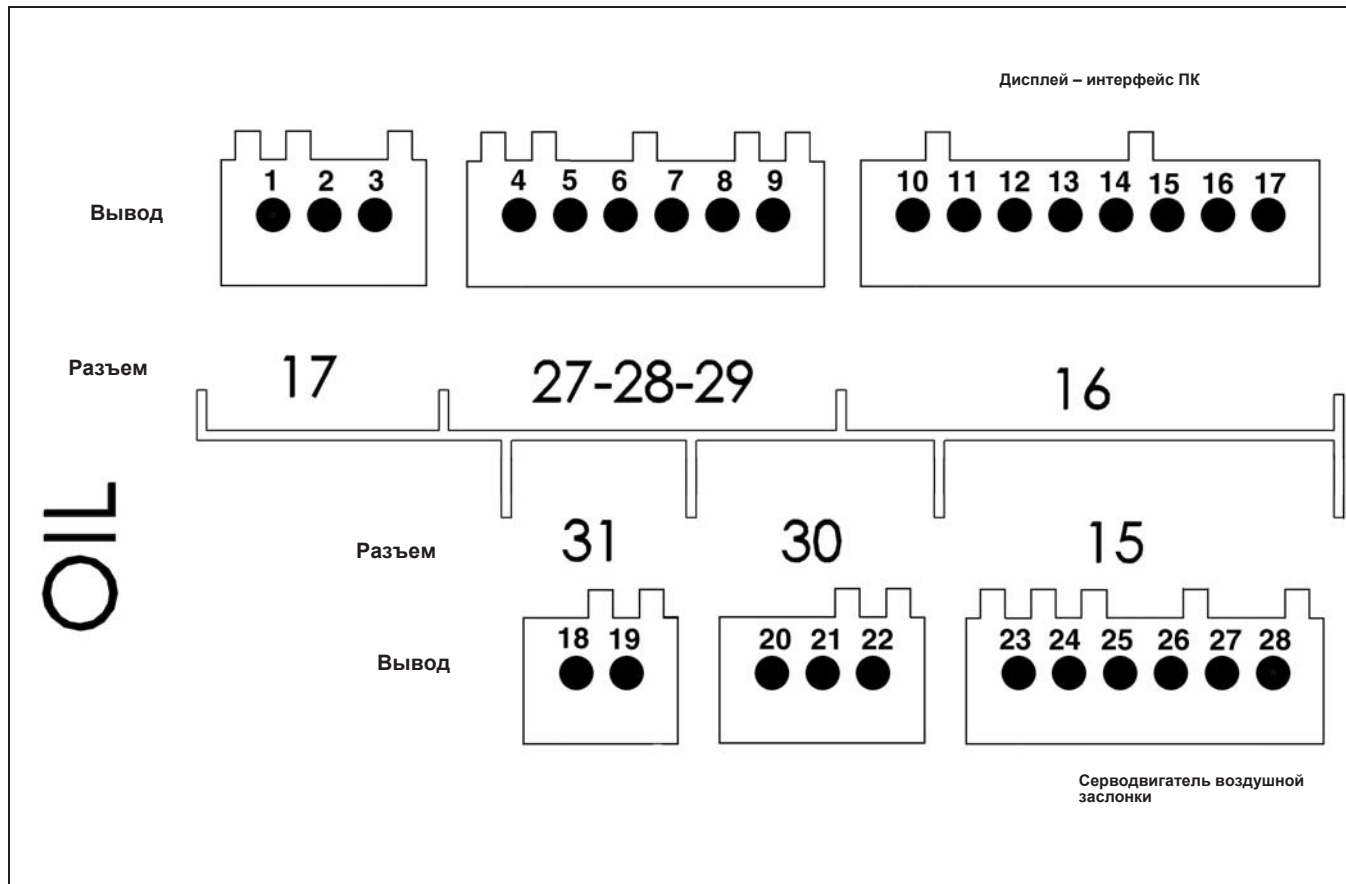 Дисплей – интерфейс ПК
1 2 3 4 5 6 7 8 9 10 11 12 13 14 15 16 17
Вывод
Разъем 17 27-28-29 16
OIL
Разъем 31 30 15
18 19 20 21 22 23 24 25 26 27 28
Вывод
Серводвигатель воздушной
заслонки